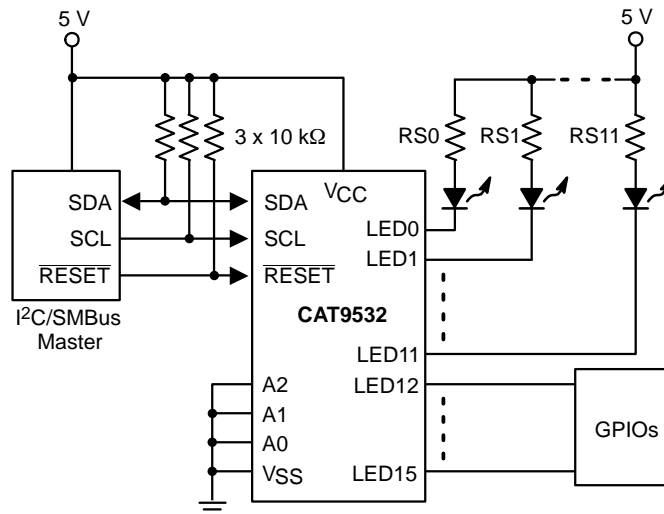 5 V
5 V
3 x 10 kΩ
RS0
RS1
RS11
SDA
SCL
RESET
I2C/SMBus
Master
VCC
SDA
SCL
RESET
CAT9532
A2
A1
A0
VSS
LED0
LED1
LED11
LED12
LED15
GPIOs